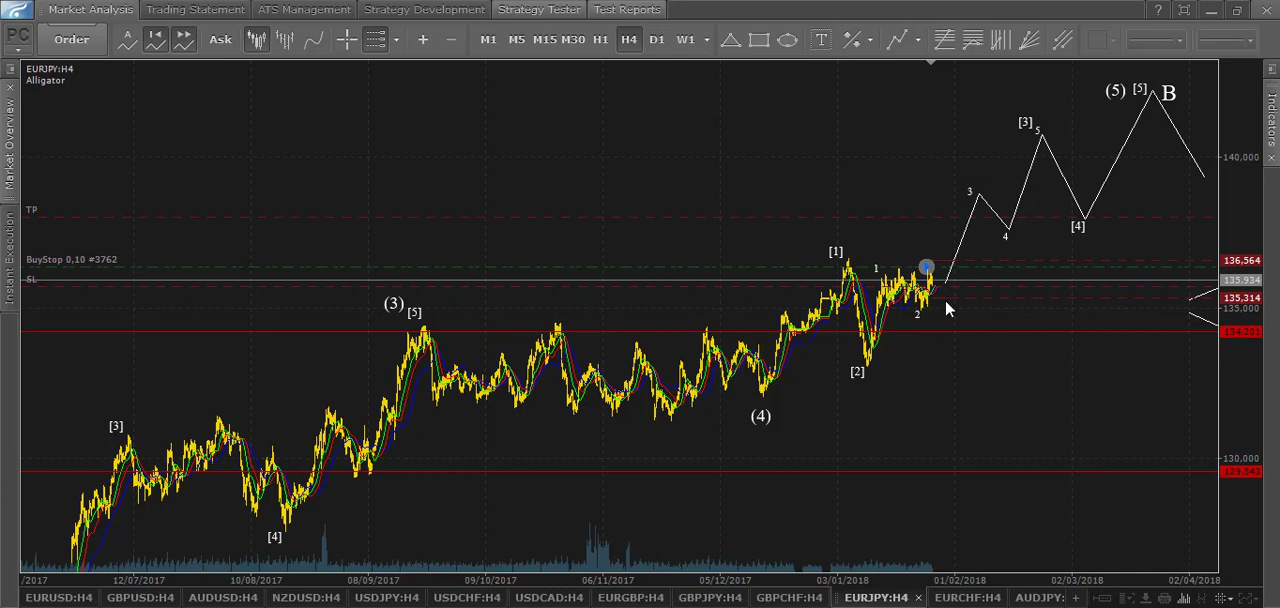 Market Analysis Trading Statement ATS Management Strategy Development Strategy Tester Test Reports ?
PC Order Ask M1 M5 M15 M30 H1 H4 D1 W1 T
EURJPY:H4
Alligator
Market Overview
Instant Execution
Indicators
(5) [5] B
[3] 5
140,000
3
TP
[4]
4
[1]
BuyStop 0,10 #3762
136,564
1
SL
135,934
135,314
135,000
(3) [5]
2
[2]
(4)
[3]
130,000
129,543
[4]
/2017 12/07/2017 10/08/2017 08/09/2017 09/10/2017 06/11/2017 05/12/2017 03/01/2018 01/02/2018 02/03/2018 02/04/2018
EURUSD:H4 GBPUSD:H4 AUDUSD:H4 NZDUSD:H4 USDJPY:H4 USDCHF:H4 USDCAD:H4 EURGBP:H4 GBPJPY:H4 GBPCHF:H4 EURJPY:H4 EURCHF:H4 AUDJPY: